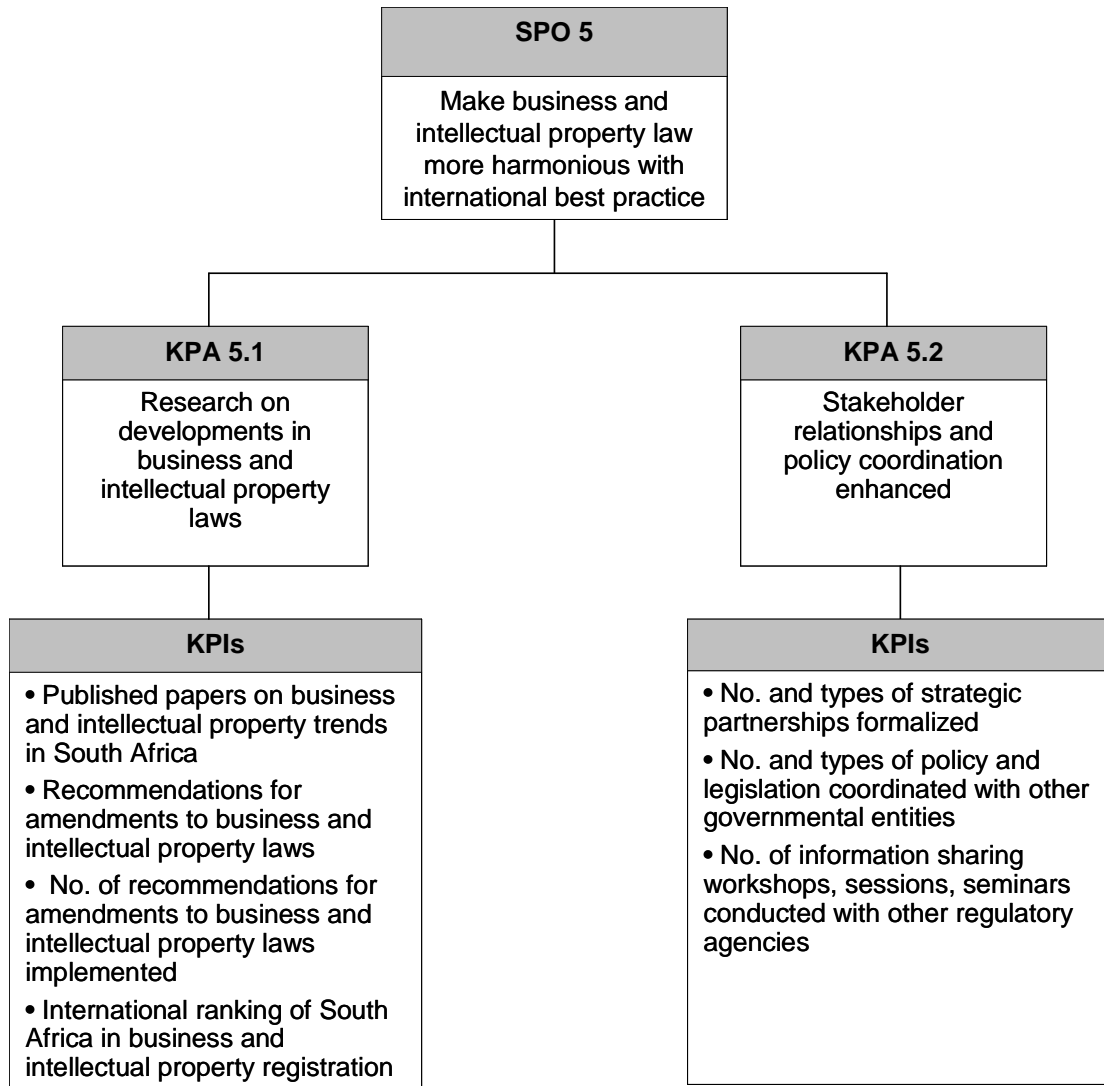 SPO 5
Make business and
intellectual property law
more harmonious with
international best practice
KPA 5.1
Research on
developments in
business and
intellectual property
laws
KPA 5.2
Stakeholder
relationships and
policy coordination
enhanced
KPIs
• Published papers on business
and intellectual property trends
in South Africa
• Recommendations for
amendments to business and
intellectual property laws
• No. of recommendations for
amendments to business and
intellectual property laws
implemented
• International ranking of South
Africa in business and
intellectual property registration
KPIs
• No. and types of strategic
partnerships formalized
• No. and types of policy and
legislation coordinated with other
governmental entities
• No. of information sharing
workshops, sessions, seminars
conducted with other regulatory
agencies